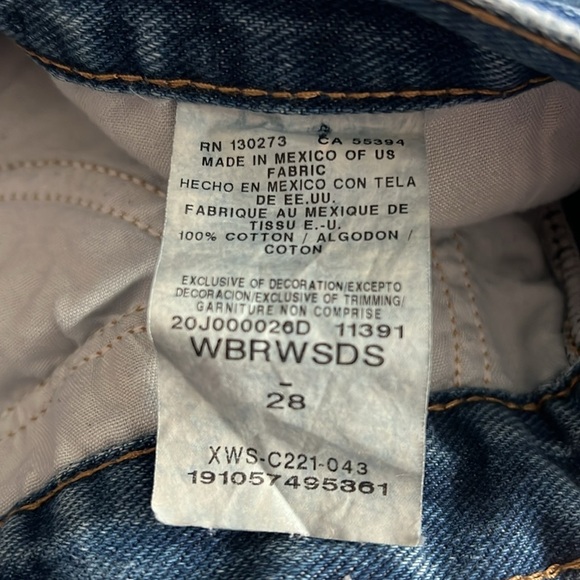 RN 130273 CA 55394
MADE IN MEXICO OF US
FABRIC
HECHO EN MEXICO CON TELA
DE EE.UU.
FABRIQUE AU MEXIQUE DE
TISSU E.-U.
100% COTTON / ALGODON /
COTON
EXCLUSIVE OF DECORATION/EXCEPTO
DECORACION/EXCLUSIVE OF TRIMMING/
GARNITURE NON COMPRISE
20J000026D 11391
WBRWSDS
-
28
XWS-C221-043
191057495361